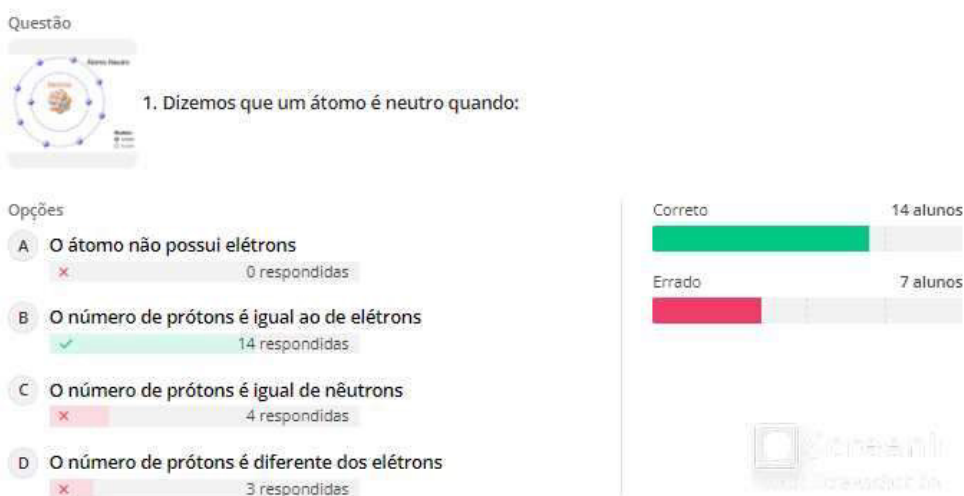 Questão
1. Dizemos que um átomo é neutro quando:
Opções
A O átomo não possui elétrons
0 respondidas
B O número de prótons é igual ao de elétrons
14 respondidas
C O número de prótons é igual de nêutrons
4 respondidas
D O número de prótons é diferente dos elétrons
3 respondidas
Correto 14 alunos
Errado 7 alunos